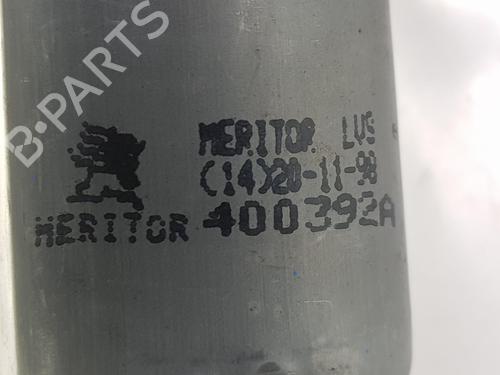 B-PARTS
MERITOR LVS
(14)20-11-98
MERITOR 400392A